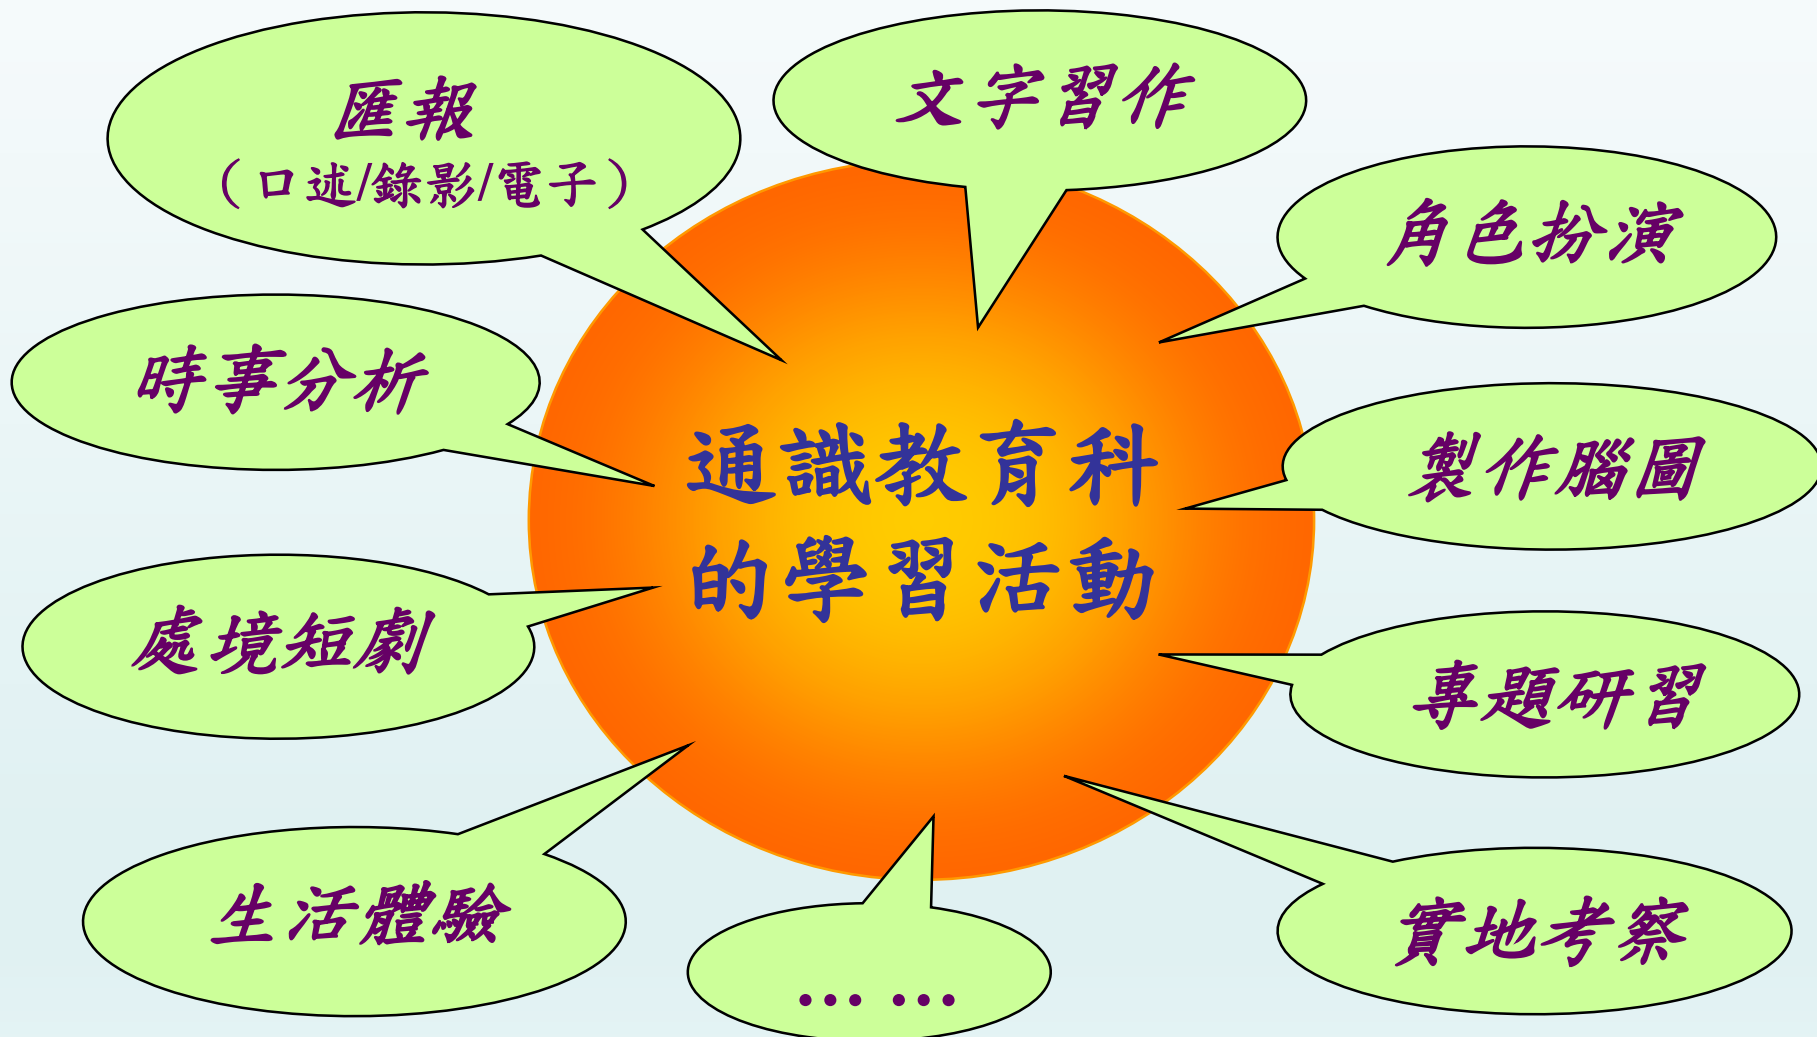 匯報
（口述/錄影/電子）
文字習作
角色扮演
時事分析
製作腦圖
通識教育科
的學習活動
處境短劇
專題研習
生活體驗
實地考察
… …